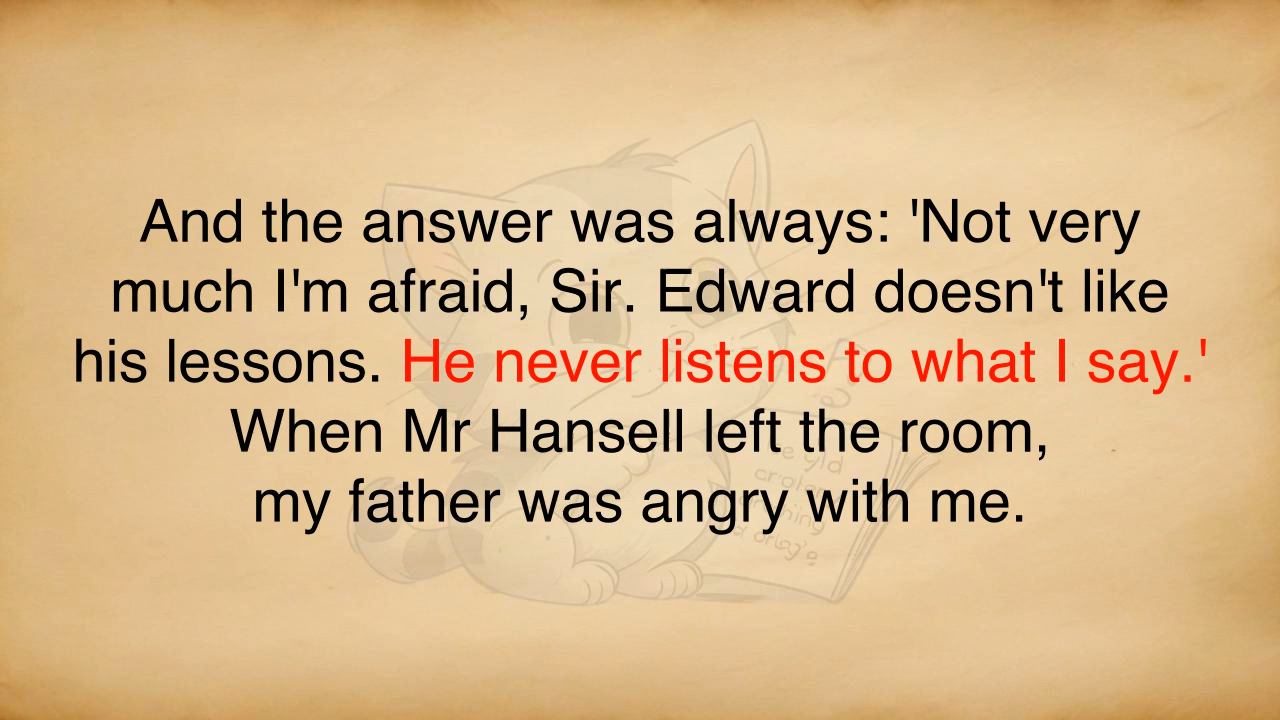 And the answer was always: 'Not very
much I'm afraid, Sir. Edward doesn't like
his lessons. He never listens to what I say.'
When Mr Hansell left the room,
my father was angry with me.